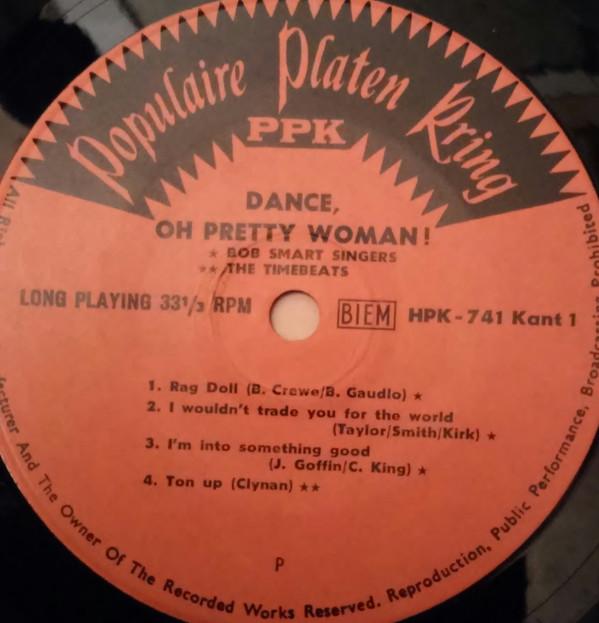 Populaire Platen Kring
PPK
DANCE,
OH PRETTY WOMAN!
★ BOB SMART SINGERS
★★ THE TIMEBEATS
LONG PLAYING 33⅓ RPM
BIEM HPK-741 Kant 1
1. Rag Doll (B. Crewe/B. Gaudio) ★
2. I wouldn't trade you for the world
(Taylor/Smith/Kirk) ★
3. I'm into something good
(J. Goffin/C. King) ★
4. Ton up (Clynan) ★★
P
All
facturer And The Owner Of The Recorded Works Reserved. Reproduction, Public Performance, Broadcasting Prohibited